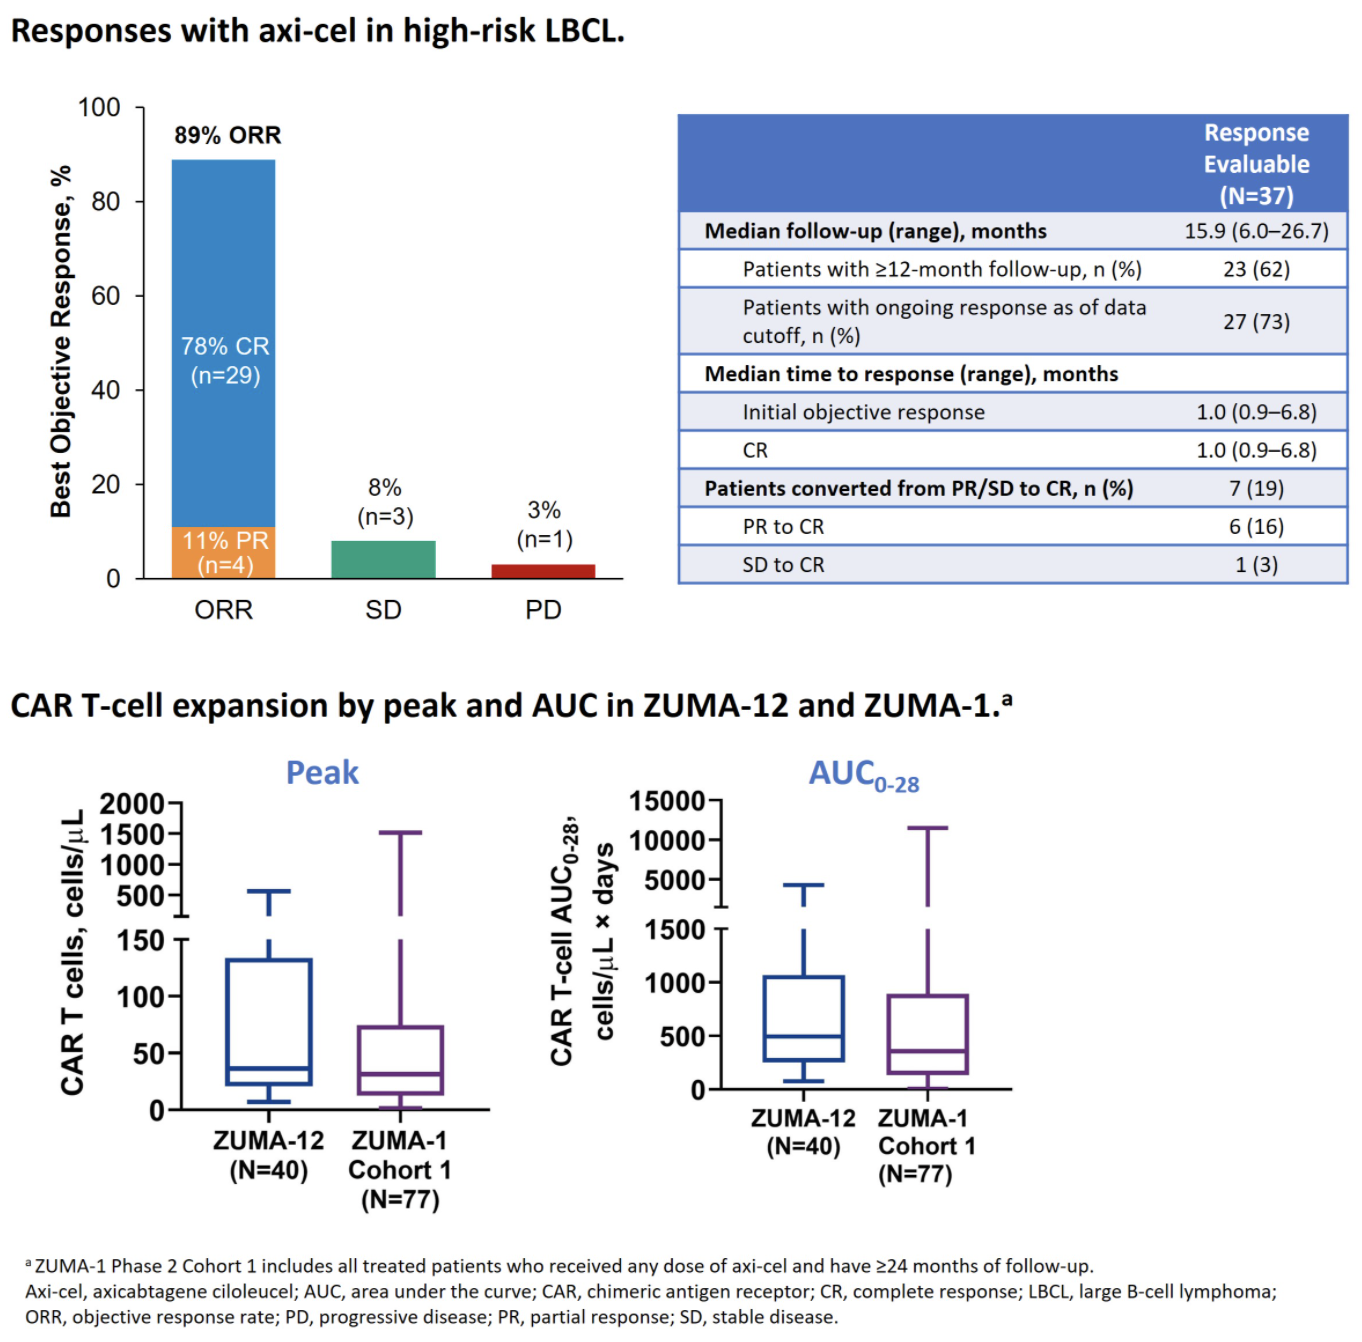 Responses with axi-cel in high-risk LBCL.
Best Objective Response, %
100
80
60
40
20
0
89% ORR
78% CR
(n=29)
11% PR
(n=4)
8%
(n=3)
3%
(n=1)
ORR
SD
PD
Response
Evaluable
(N=37)
Median follow-up (range), months 15.9 (6.0–26.7)
Patients with ≥12-month follow-up, n (%) 23 (62)
Patients with ongoing response as of data
cutoff, n (%) 27 (73)
Median time to response (range), months
Initial objective response 1.0 (0.9–6.8)
CR 1.0 (0.9–6.8)
Patients converted from PR/SD to CR, n (%) 7 (19)
PR to CR 6 (16)
SD to CR 1 (3)
CAR T-cell expansion by peak and AUC in ZUMA-12 and ZUMA-1.ᵃ
Peak
CAR T cells, cells/µL
2000
1500
1000
500
150
100
50
0
ZUMA-12
(N=40)
ZUMA-1
Cohort 1
(N=77)
AUC₀₋₂₈
CAR T-cell AUC₀₋₂₈,
cells/µL × days
15000
10000
5000
1500
1000
500
0
ZUMA-12
(N=40)
ZUMA-1
Cohort 1
(N=77)
ᵃ ZUMA-1 Phase 2 Cohort 1 includes all treated patients who received any dose of axi-cel and have ≥24 months of follow-up.
Axi-cel, axicabtagene ciloleucel; AUC, area under the curve; CAR, chimeric antigen receptor; CR, complete response; LBCL, large B-cell lymphoma;
ORR, objective response rate; PD, progressive disease; PR, partial response; SD, stable disease.